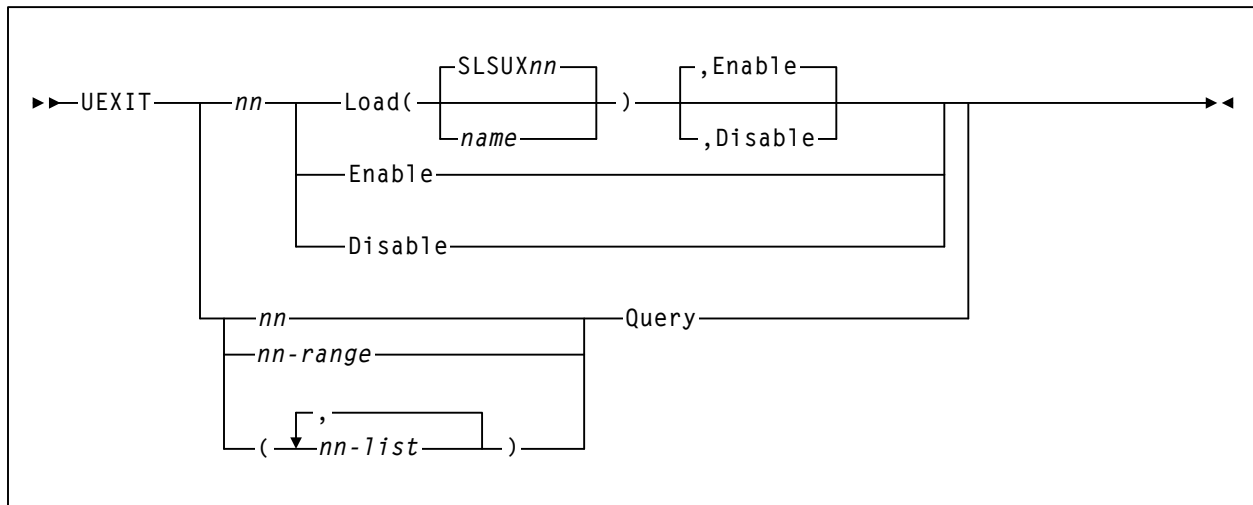 SLSUXnn ,Enable
UEXIT nn Load( )
name ,Disable
Enable
Disable
nn Query
nn-range
,
( nn-list )